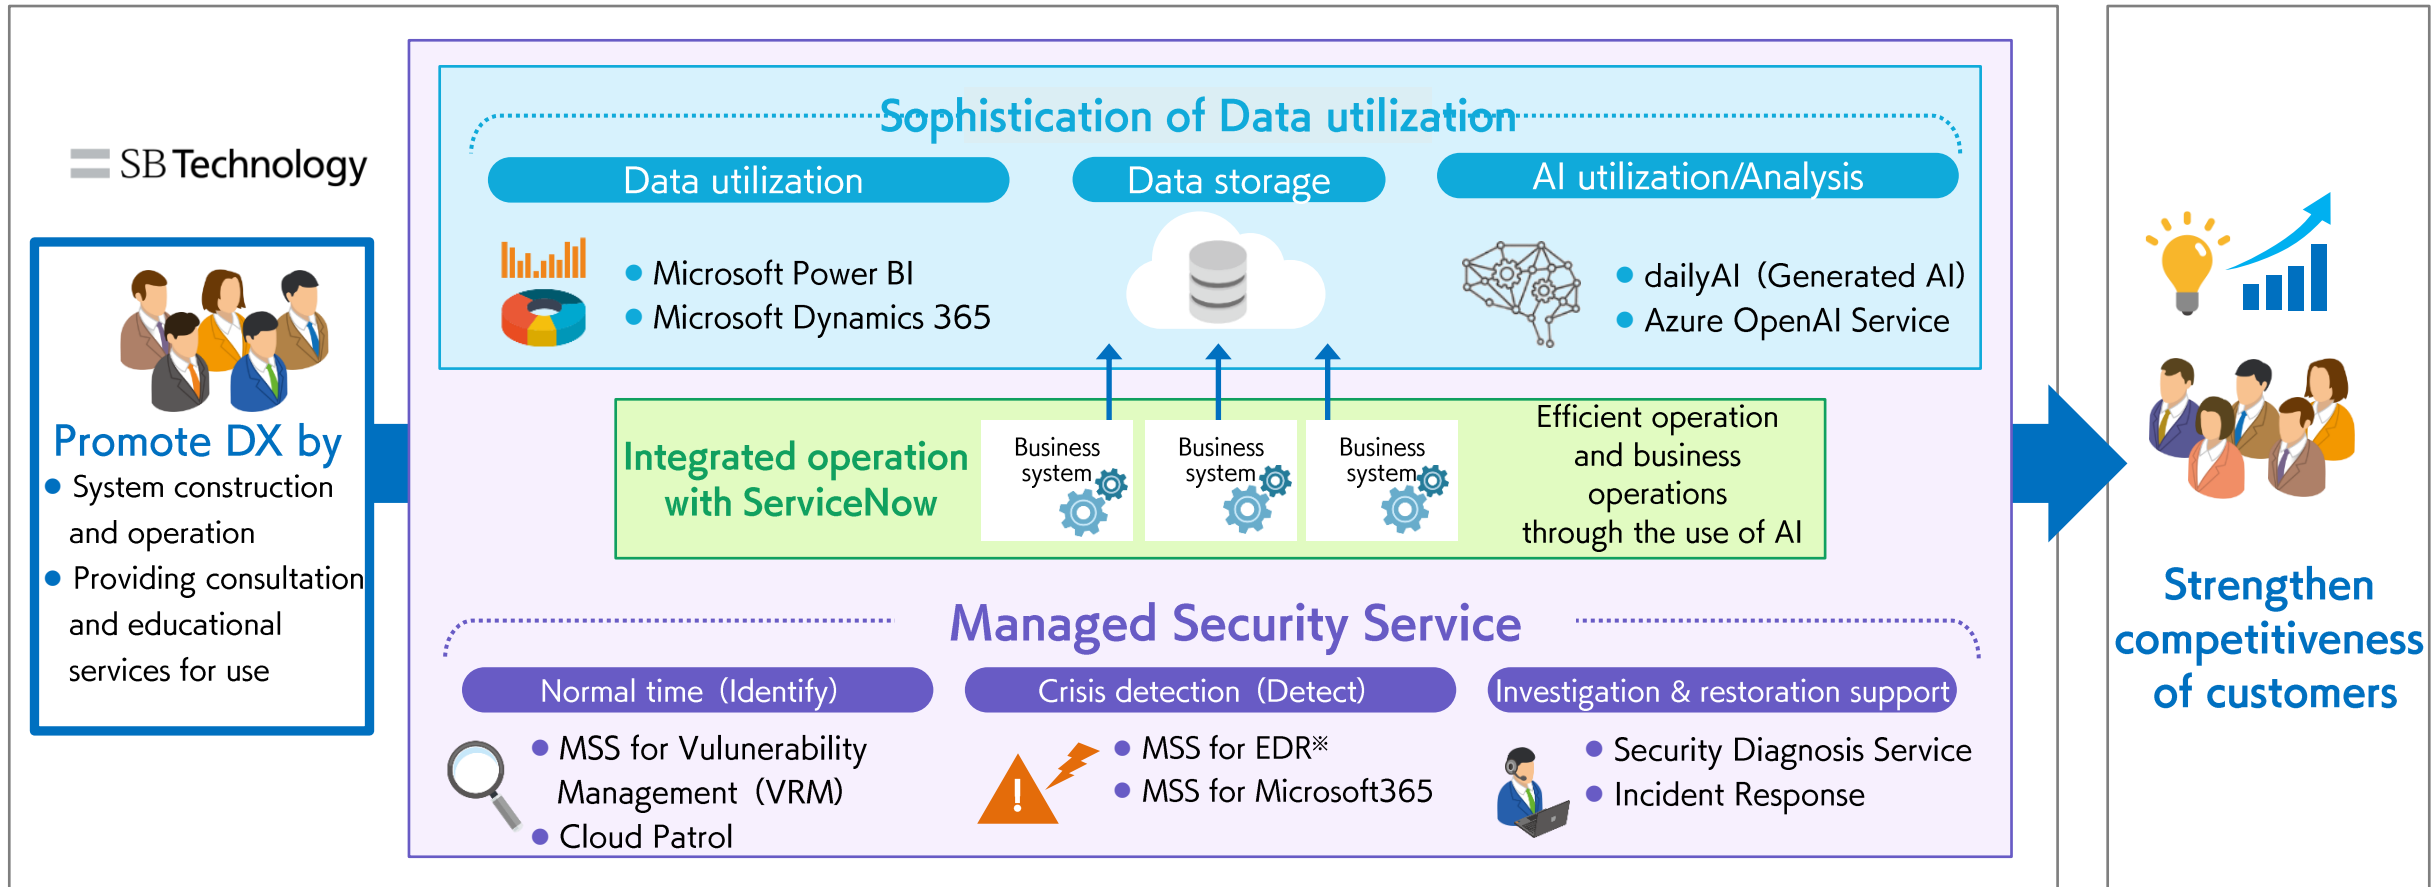 SB Technology
Promote DX by
● System construction
and operation
● Providing consultation
and educational
services for use
Sophistication of Data utilization
Data utilization
● Microsoft Power BI
● Microsoft Dynamics 365
Data storage
AI utilization/Analysis
● dailyAI (Generated AI)
● Azure OpenAI Service
Integrated operation
with ServiceNow
Business
system
Business
system
Business
system
Efficient operation
and business
operations
through the use of AI
Managed Security Service
Normal time (Identify)
● MSS for Vulunerability
Management (VRM)
● Cloud Patrol
Crisis detection (Detect)
● MSS for EDR※
● MSS for Microsoft365
Investigation & restoration support
● Security Diagnosis Service
● Incident Response
Strengthen
competitiveness
of customers